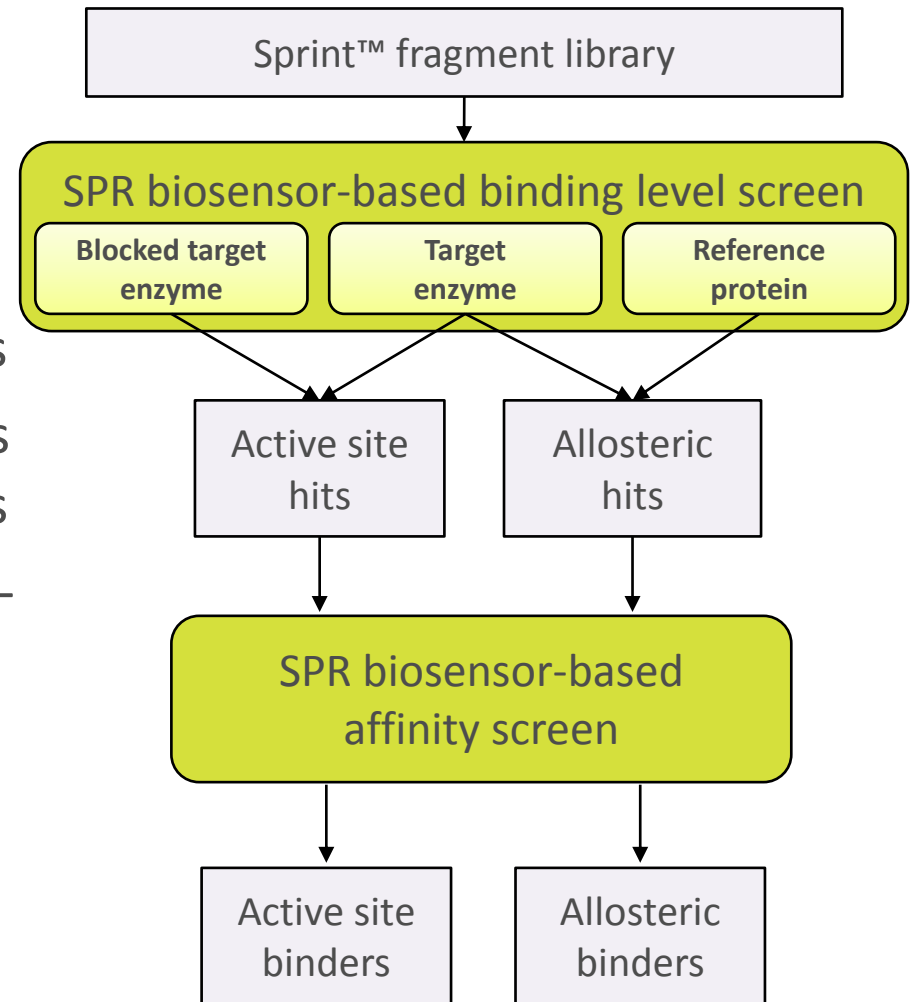 Sprint™ fragment library
SPR biosensor-based binding level screen
Blocked target
enzyme
Target
enzyme
Reference
protein
s
s
s
–
Active site
hits
Allosteric
hits
SPR biosensor-based
affinity screen
Active site
binders
Allosteric
binders